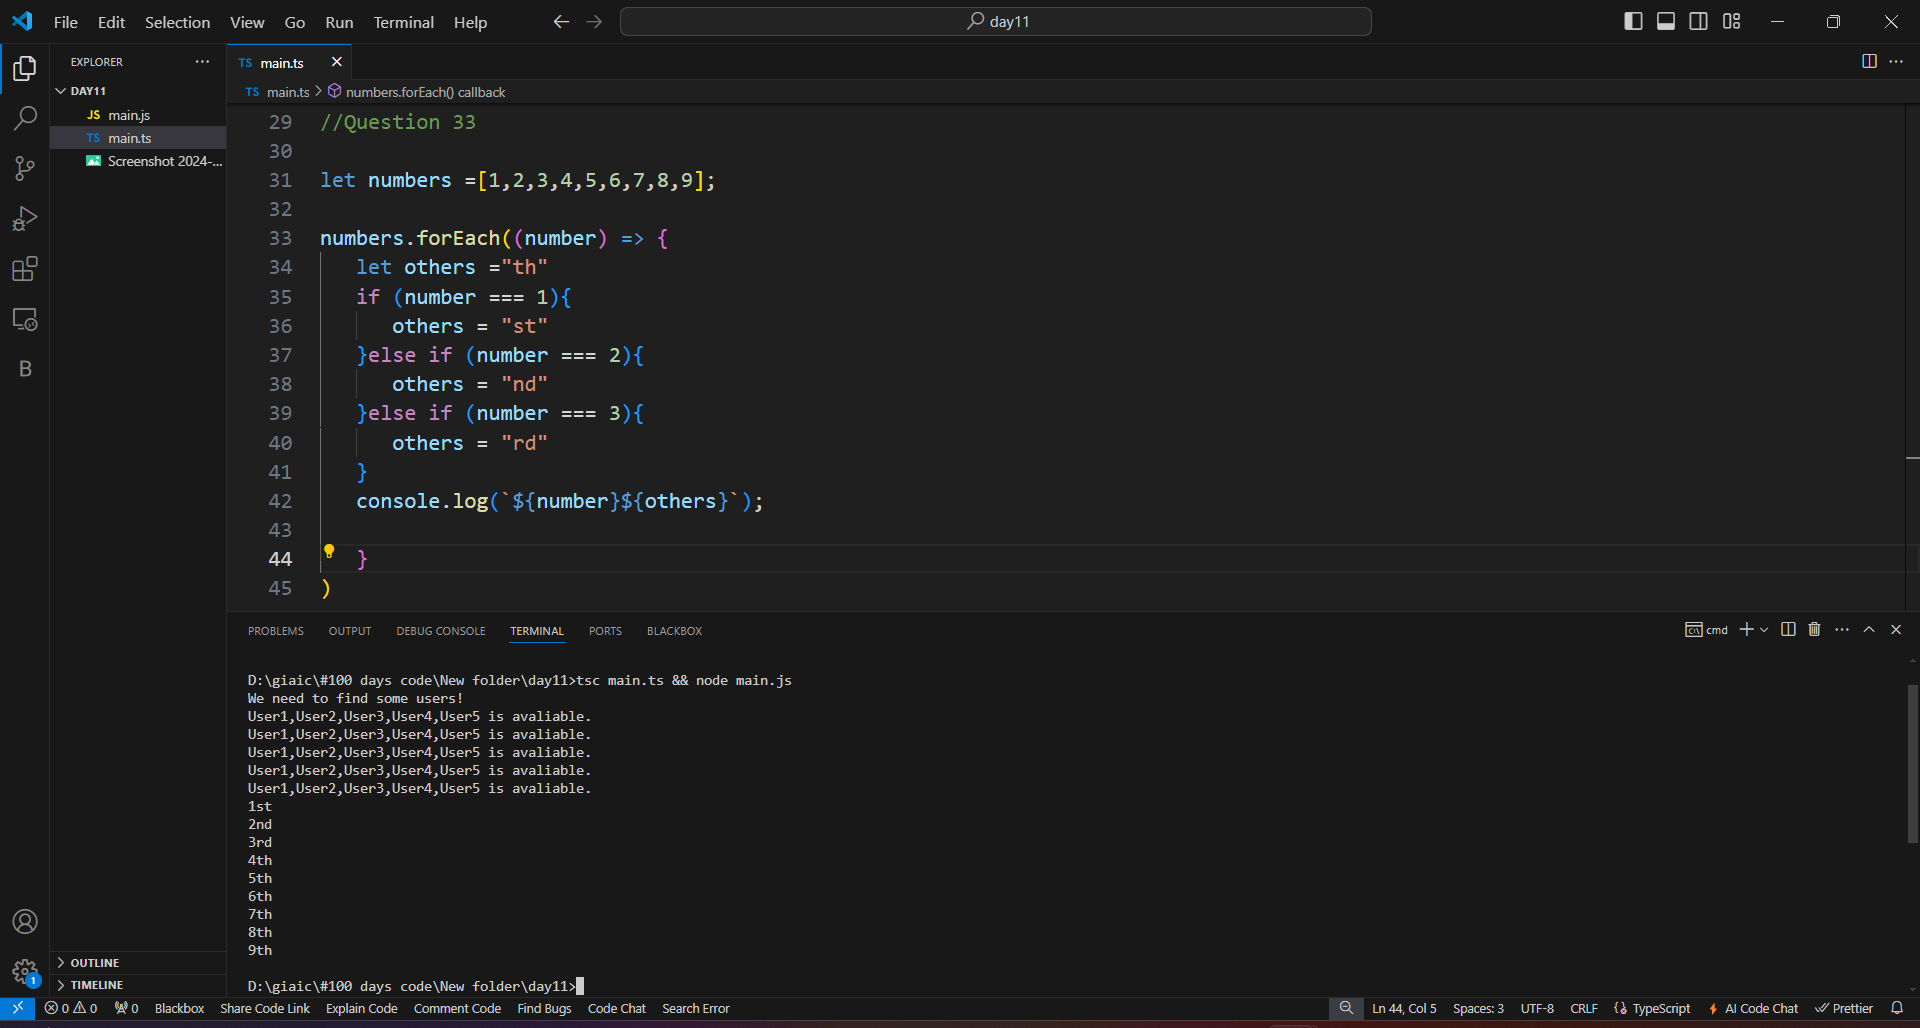 File Edit Selection View Go Run Terminal Help
day11
EXPLORER
DAY11
JS main.js
TS main.ts
Screenshot 2024-...
TS main.ts
TS main.ts > numbers.forEach() callback
29 //Question 33
30
31 let numbers =[1,2,3,4,5,6,7,8,9];
32
33 numbers.forEach((number) => {
34 let others ="th"
35 if (number === 1){
36 others = "st"
37 }else if (number === 2){
38 others = "nd"
39 }else if (number === 3){
40 others = "rd"
41 }
42 console.log(`${number}${others}`);
43
44 }
45 )
B
PROBLEMS OUTPUT DEBUG CONSOLE TERMINAL PORTS BLACKBOX
cmd
D:\giaic\#100 days code\New folder\day11>tsc main.ts && node main.js
We need to find some users!
User1,User2,User3,User4,User5 is avaliable.
User1,User2,User3,User4,User5 is avaliable.
User1,User2,User3,User4,User5 is avaliable.
User1,User2,User3,User4,User5 is avaliable.
User1,User2,User3,User4,User5 is avaliable.
1st
2nd
3rd
4th
5th
6th
7th
8th
9th
D:\giaic\#100 days code\New folder\day11>
OUTLINE
TIMELINE
1
0 0 0 Blackbox Share Code Link Explain Code Comment Code Find Bugs Code Chat Search Error
Ln 44, Col 5 Spaces: 3 UTF-8 CRLF {} TypeScript AI Code Chat Prettier